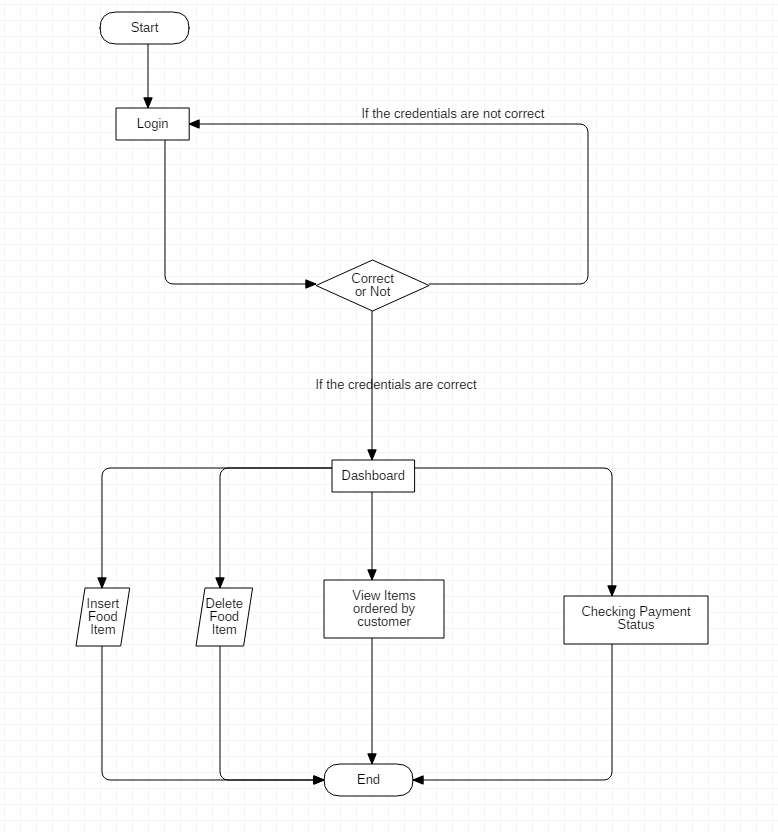 Start
If the credentials are not correct
Login
Correct
or Not
If the credentials are correct
Dashboard
Insert
Food
Item
Delete
Food
Item
View Items
ordered by
customer
Checking Payment
Status
End